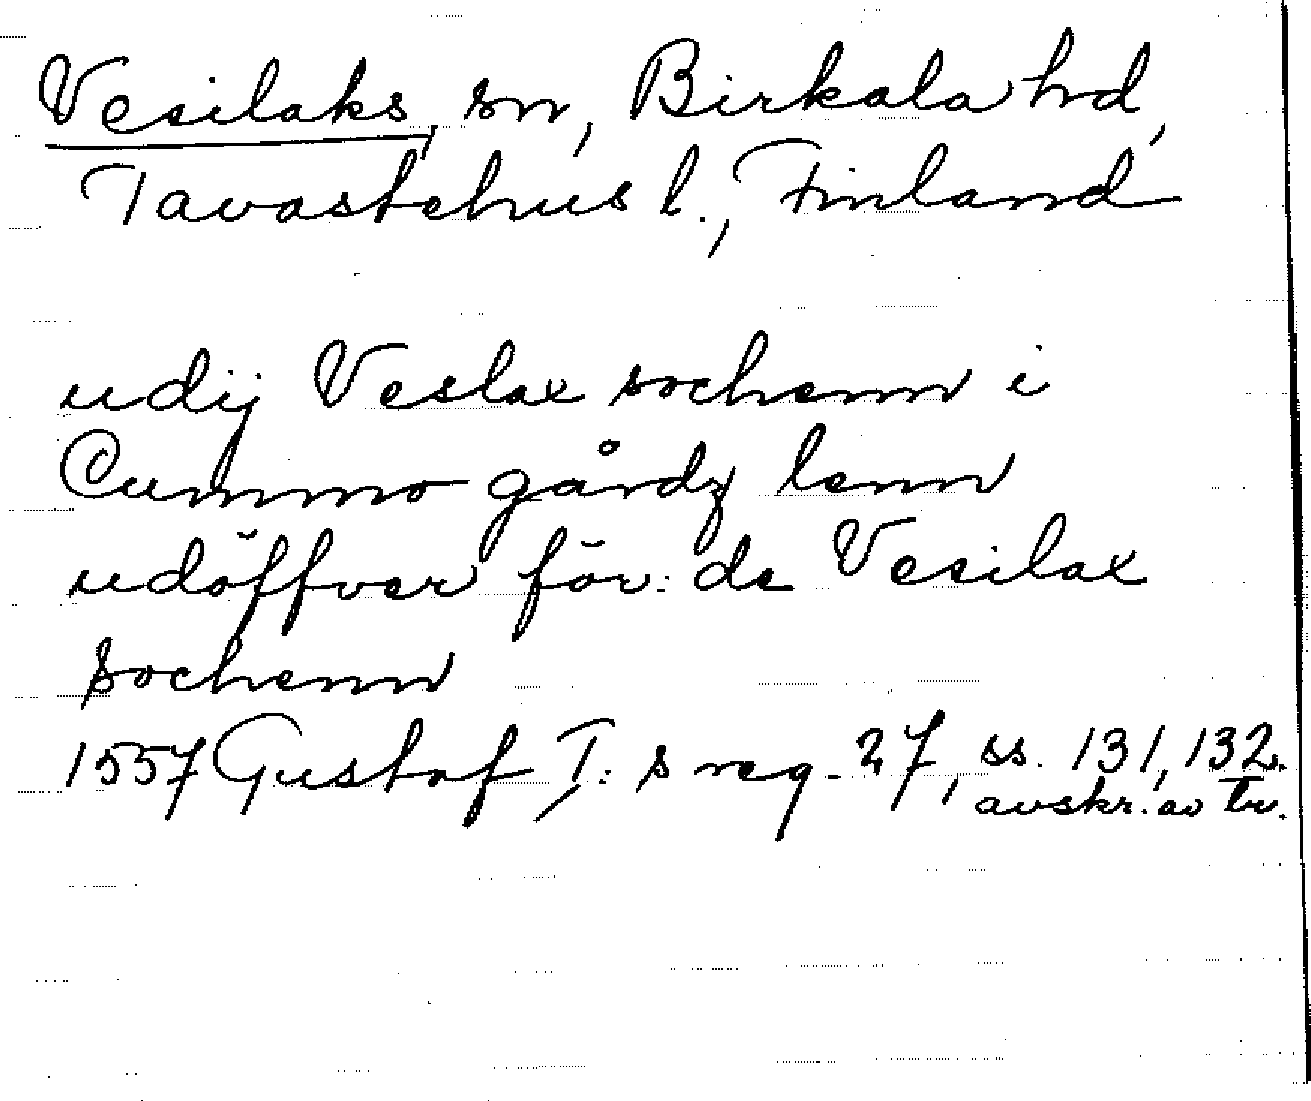 Vesilaks, sn, Birkala hd,
Tavastehus l., Finland
udij Veslax sochenn i
Cummo gårdz lenn
udöffver för: de Vesilax
sochenn
1557 Gustaf I:s reg. 27, ss. 131, 132.
avskr. av tr.